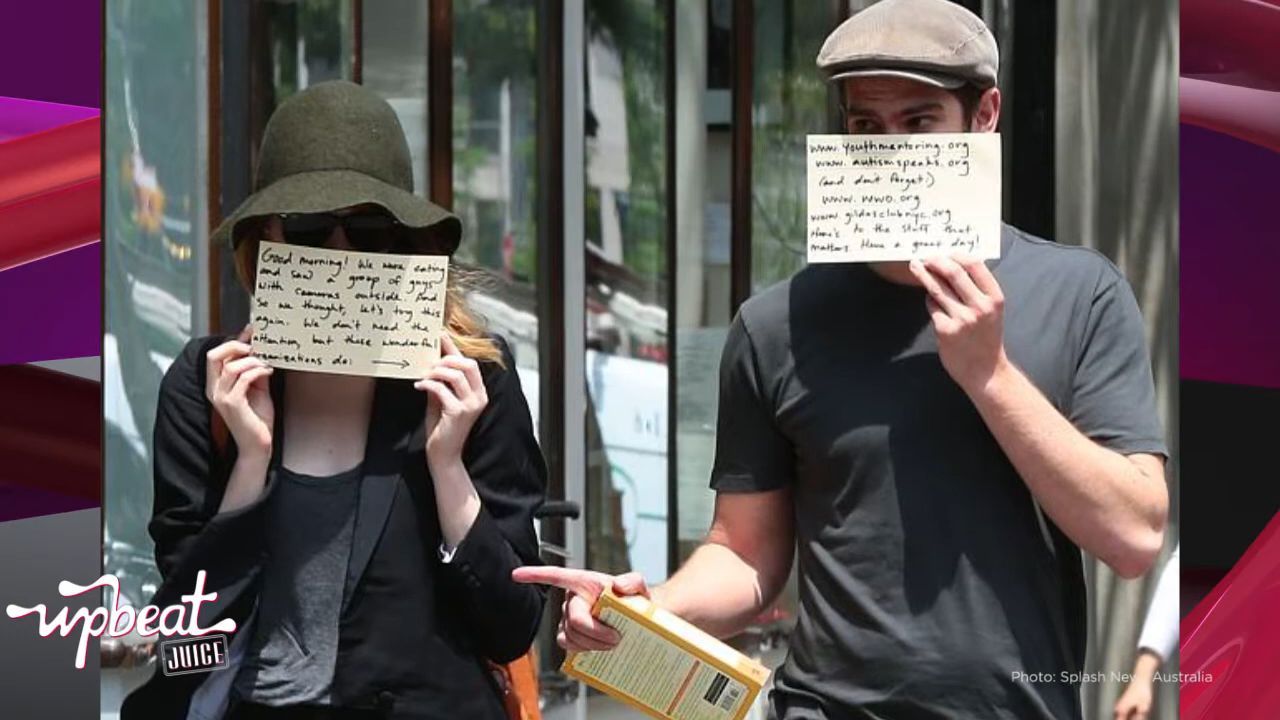 Good morning! We were eating
and saw a group of guys
with cameras outside. And
so we thought, let's try this
again. We don't need the
attention, but these wonderful
organizations do: →
www.youthmentoring.org
www.autismspeaks.org
(and don't forget!)
www.wwo.org
www.gildasclubnyc.org
Here's to the stuff that
matters. Have a great day!
upbeat
JUICE
Photo: Splash News Australia